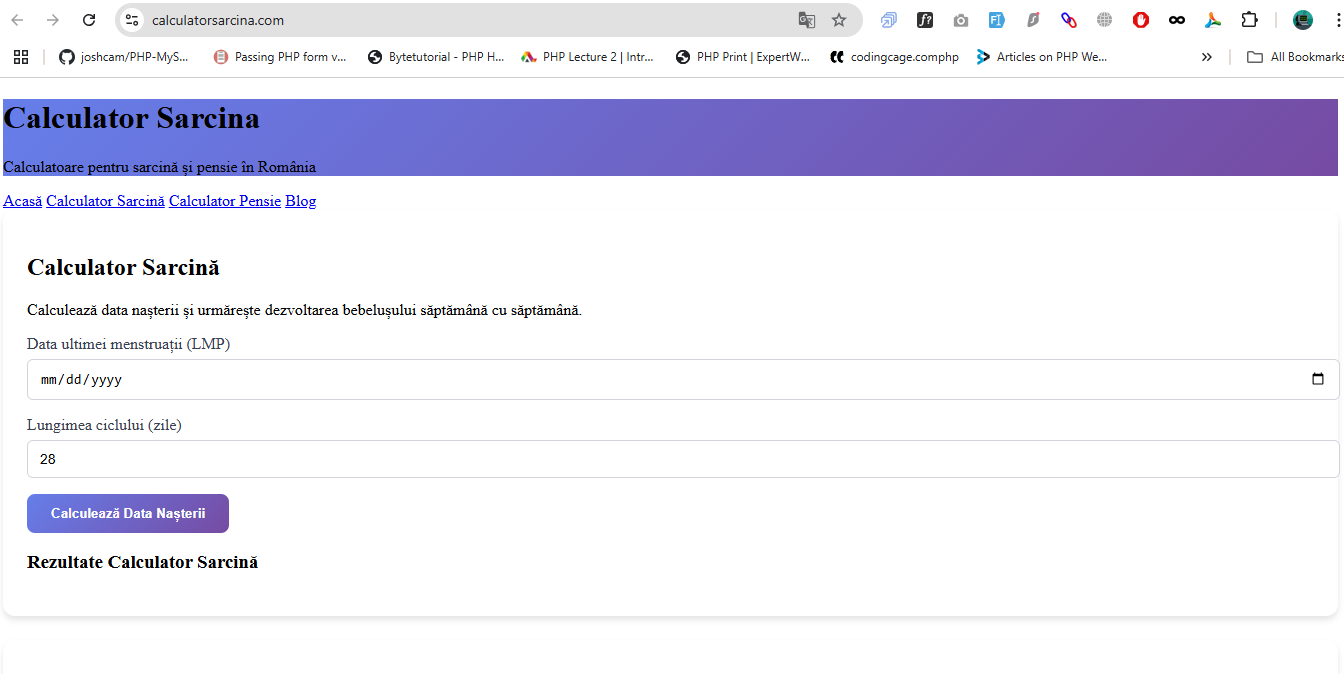 calculatorsarcina.com
joshcam/PHP-MyS... Passing PHP form v... Bytetutorial - PHP H... PHP Lecture 2 | Intr... PHP Print | ExpertW... codingcage.comphp Articles on PHP We... » All Bookmarks
Calculator Sarcina
Calculatoare pentru sarcină și pensie în România
Acasă Calculator Sarcină Calculator Pensie Blog
Calculator Sarcină
Calculează data nașterii și urmărește dezvoltarea bebelușului săptămână cu săptămână.
Data ultimei menstruații (LMP)
mm/dd/yyyy
Lungimea ciclului (zile)
28
Calculează Data Nașterii
Rezultate Calculator Sarcină